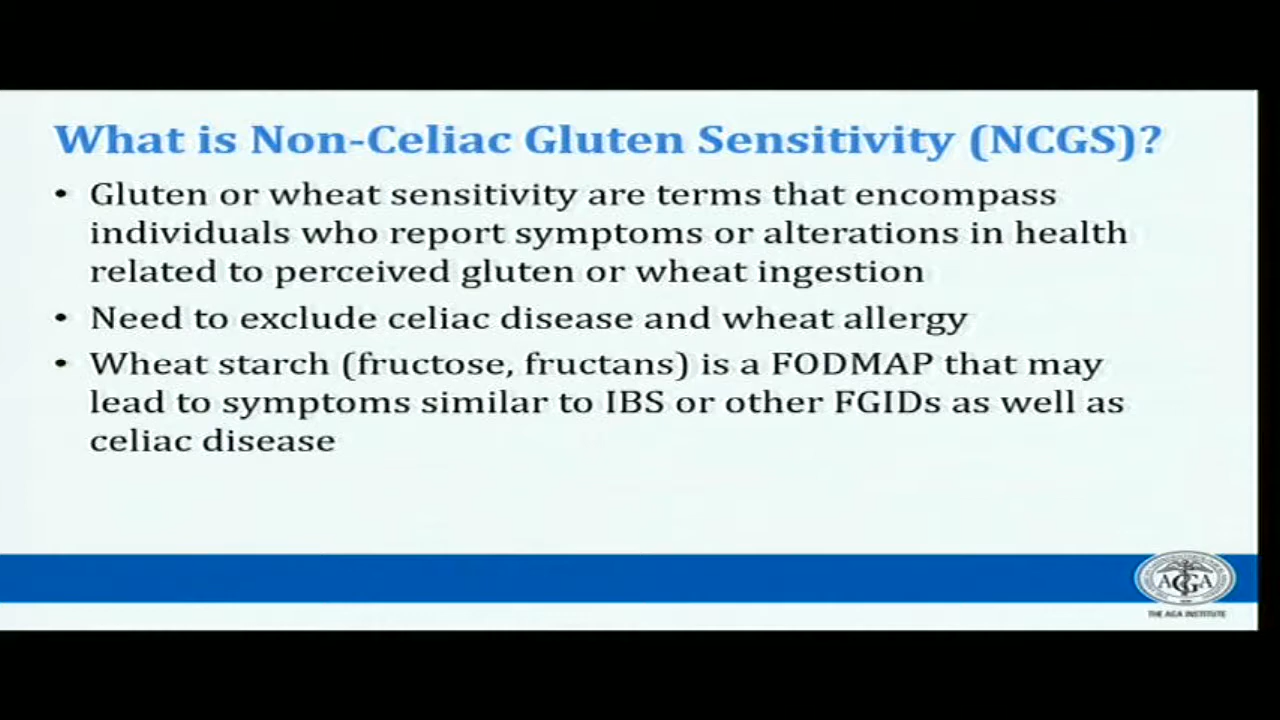 What is Non-Celiac Gluten Sensitivity (NCGS)?
• Gluten or wheat sensitivity are terms that encompass
individuals who report symptoms or alterations in health
related to perceived gluten or wheat ingestion
• Need to exclude celiac disease and wheat allergy
• Wheat starch (fructose, fructans) is a FODMAP that may
lead to symptoms similar to IBS or other FGIDs as well as
celiac disease
AGA
THE AGA INSTITUTE